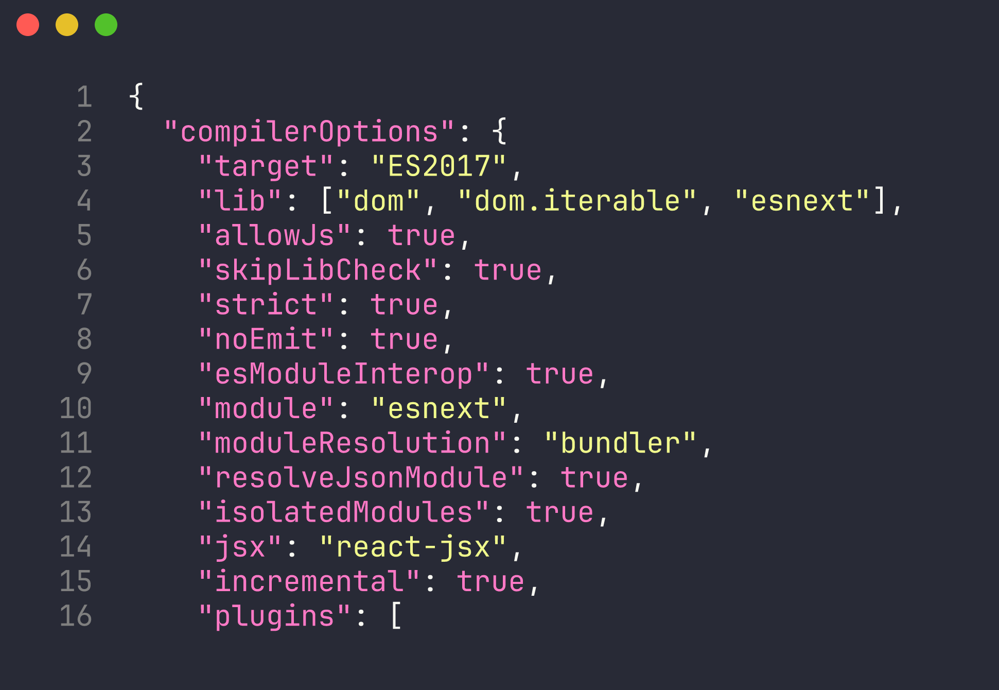 1 {
2   "compilerOptions": {
3     "target": "ES2017",
4     "lib": ["dom", "dom.iterable", "esnext"],
5     "allowJs": true,
6     "skipLibCheck": true,
7     "strict": true,
8     "noEmit": true,
9     "esModuleInterop": true,
10     "module": "esnext",
11     "moduleResolution": "bundler",
12     "resolveJsonModule": true,
13     "isolatedModules": true,
14     "jsx": "react-jsx",
15     "incremental": true,
16     "plugins": [